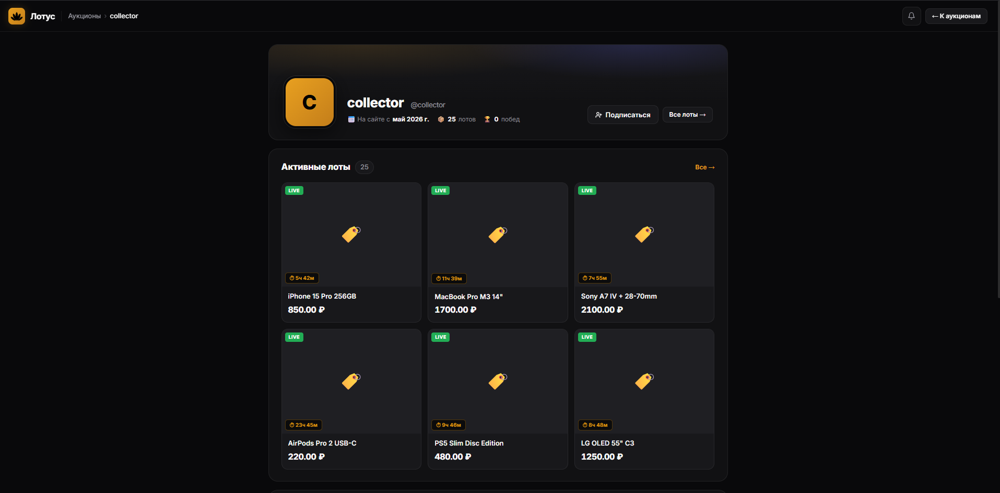 Лотус
Аукционы › collector
← К аукционам
C
collector @collector
На сайте с май 2026 г. 25 лотов 0 побед
Подписаться
Все лоты →
Активные лоты 25
Все →
LIVE
LIVE
LIVE
5ч 42м
11ч 39м
7ч 55м
iPhone 15 Pro 256GB
MacBook Pro M3 14"
Sony A7 IV + 28-70mm
850.00 ₽
1700.00 ₽
2100.00 ₽
LIVE
LIVE
LIVE
23ч 45м
9ч 46м
8ч 48м
AirPods Pro 2 USB-C
PS5 Slim Disc Edition
LG OLED 55" C3
220.00 ₽
480.00 ₽
1250.00 ₽